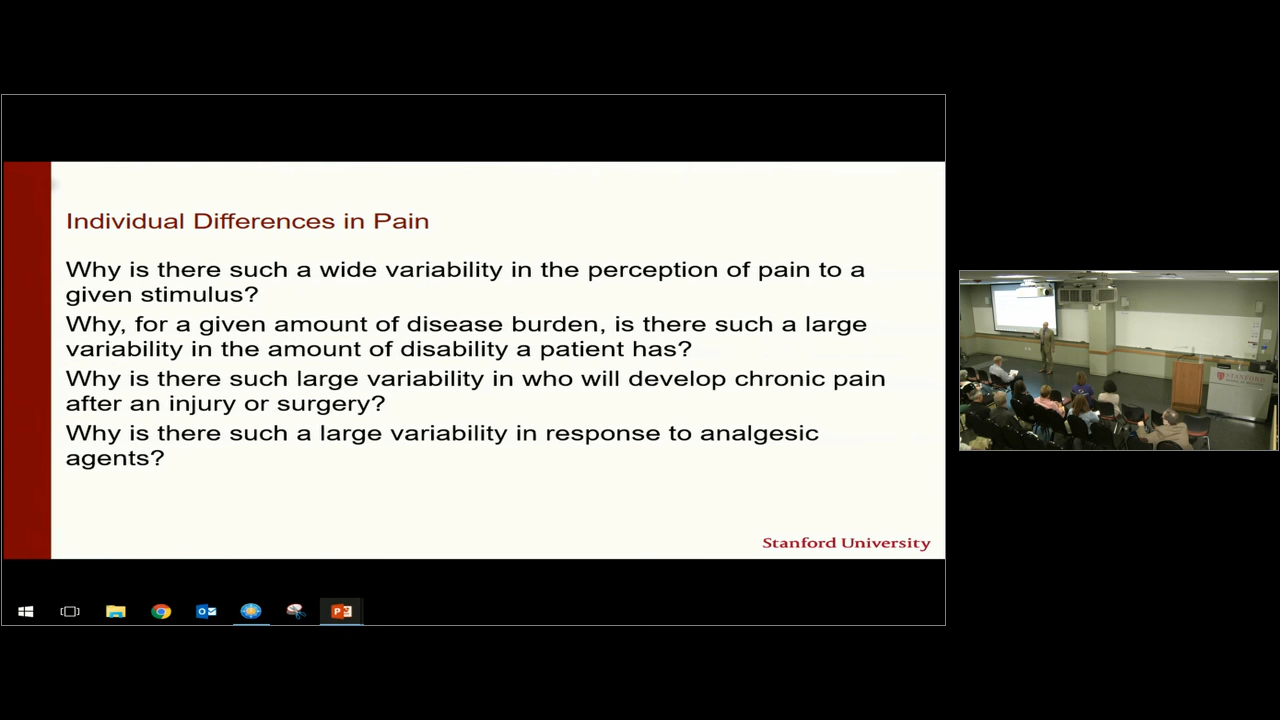 Individual Differences in Pain
Why is there such a wide variability in the perception of pain to a
given stimulus?
Why, for a given amount of disease burden, is there such a large
variability in the amount of disability a patient has?
Why is there such large variability in who will develop chronic pain
after an injury or surgery?
Why is there such a large variability in response to analgesic
agents?
Stanford University
STANFORD